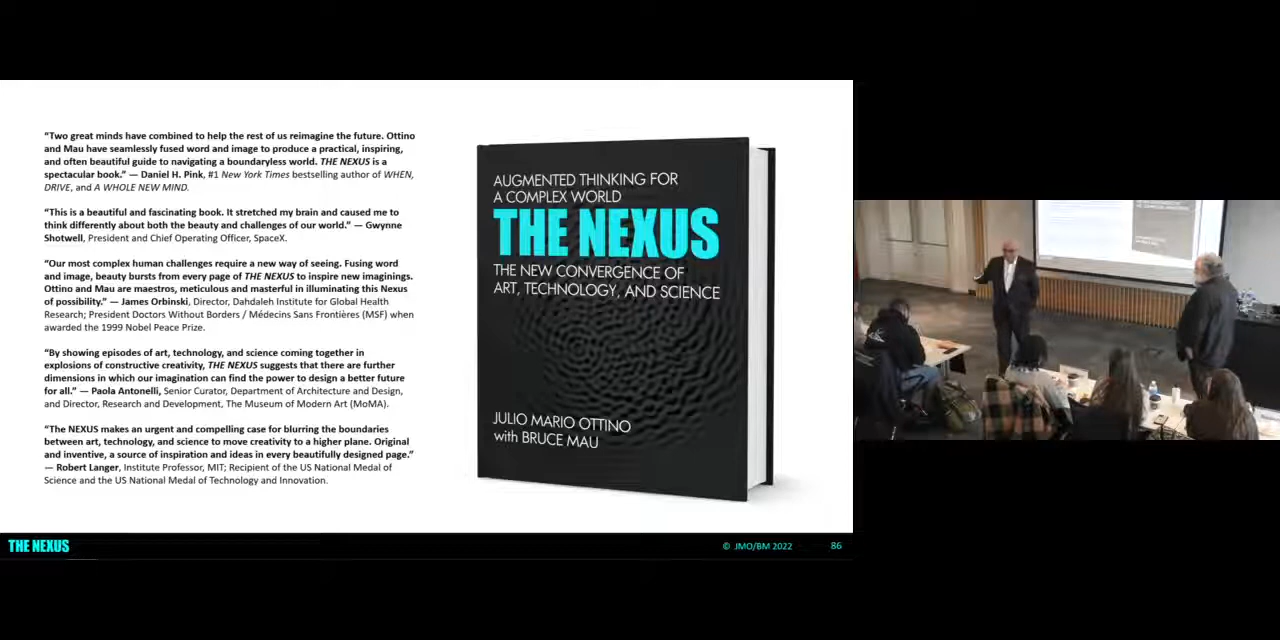 “Two great minds have combined to help the rest of us reimagine the future. Ottino
and Mau have seamlessly fused word and image to produce a practical, inspiring,
and often beautiful guide to navigating a boundaryless world. THE NEXUS is a
spectacular book.” — Daniel H. Pink, #1 New York Times bestselling author of WHEN,
DRIVE, and A WHOLE NEW MIND.
“This is a beautiful and fascinating book. It stretched my brain and caused me to
think differently about both the beauty and challenges of our world.” — Gwynne
Shotwell, President and Chief Operating Officer, SpaceX.
“Our most complex human challenges require a new way of seeing. Fusing word
and image, beauty bursts from every page of THE NEXUS to inspire new imaginings.
Ottino and Mau are maestros, meticulous and masterful in illuminating this Nexus
of possibility.” — James Orbinski, Director, Dahdaleh Institute for Global Health
Research; President Doctors Without Borders / Médecins Sans Frontières (MSF) when
awarded the 1999 Nobel Peace Prize.
“By showing episodes of art, technology, and science coming together in
explosions of constructive creativity, THE NEXUS suggests that there are further
dimensions in which our imagination can find the power to design a better future
for all.” — Paola Antonelli, Senior Curator, Department of Architecture and Design,
and Director, Research and Development, The Museum of Modern Art (MoMA).
“The NEXUS makes an urgent and compelling case for blurring the boundaries
between art, technology, and science to move creativity to a higher plane. Original
and inventive, a source of inspiration and ideas in every beautifully designed page.”
— Robert Langer, Institute Professor, MIT; Recipient of the US National Medal of
Science and the US National Medal of Technology and Innovation.
AUGMENTED THINKING FOR
A COMPLEX WORLD
THE NEXUS
THE NEW CONVERGENCE OF
ART, TECHNOLOGY, AND SCIENCE
JULIO MARIO OTTINO
with BRUCE MAU
THE NEXUS
© JMO/BM 2022
86